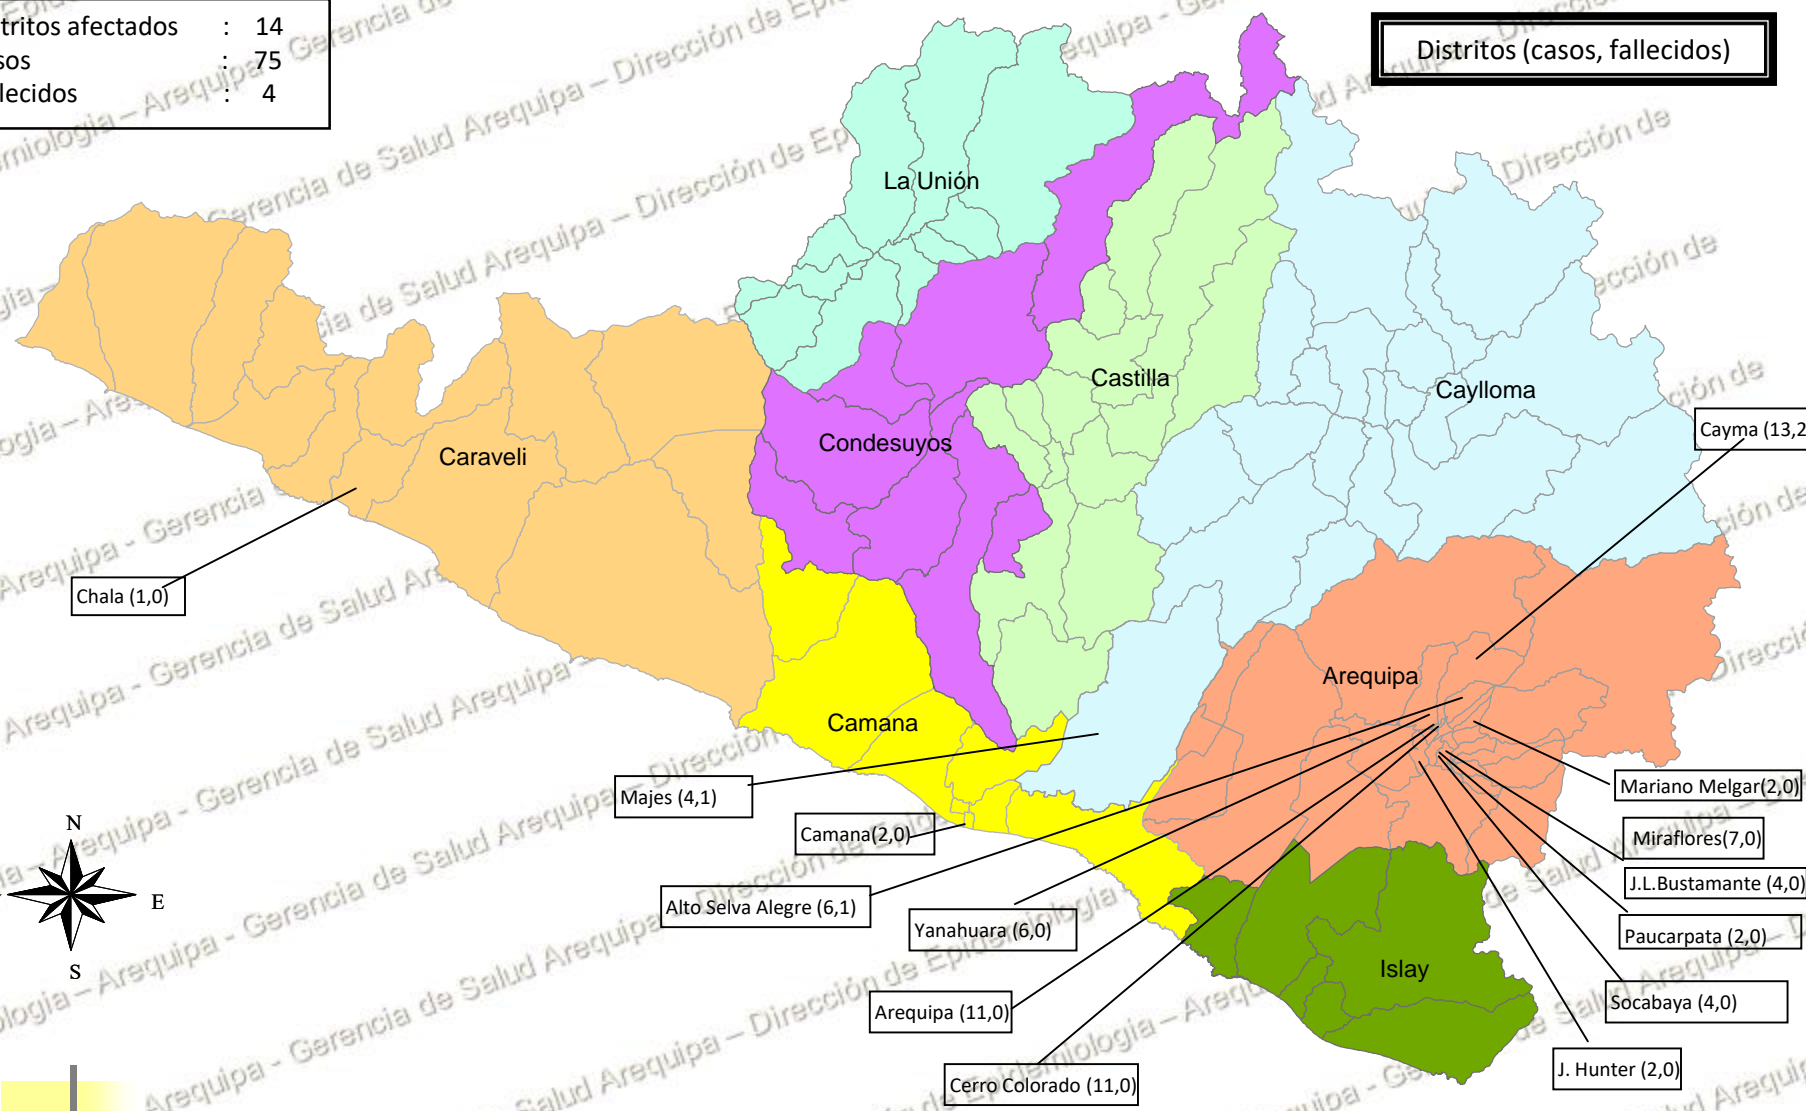 tritos afectados : 14
sos : 75
lecidos : 4
Distritos (casos, fallecidos)
La Unión
Castilla
Caylloma
Cayma (13,2
Condesuyos
Caraveli
Chala (1,0)
Arequipa
Camana
Majes (4,1)
Mariano Melgar(2,0)
Camana(2,0)
Miraflores(7,0)
J.L.Bustamante (4,0)
Alto Selva Alegre (6,1)
Yanahuara (6,0)
Paucarpata (2,0)
Islay
Socabaya (4,0)
Arequipa (11,0)
J. Hunter (2,0)
Cerro Colorado (11,0)
N
E
S